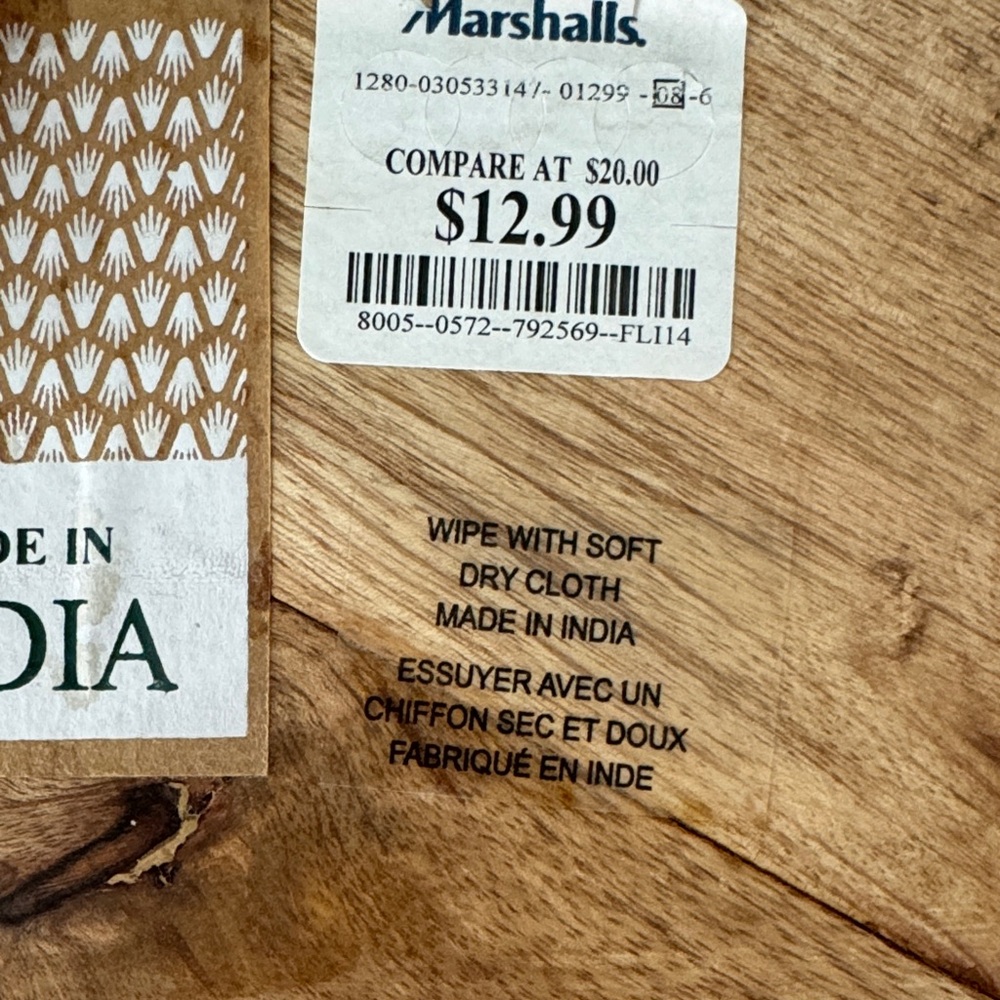 Marshalls.
1280-030533147- 01299 -08-6
COMPARE AT $20.00
$12.99
8005--0572--792569--FLI14
DE IN
DIA
WIPE WITH SOFT
DRY CLOTH
MADE IN INDIA
ESSUYER AVEC UN
CHIFFON SEC ET DOUX
FABRIQUÉ EN INDE